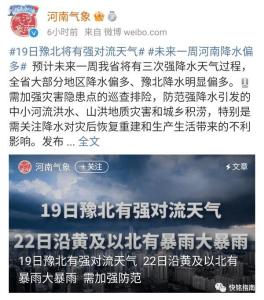 河南气象
6小时前 来自 微博 weibo.com
#19日豫北将有强对流天气# #未来一周河南降水偏
多# 预计未来一周我省将有三次强降水天气过程,
全省大部分地区降水偏多、豫北降水明显偏多。
需加强灾害隐患点的巡查排险，防范强降水引发的
中小河流洪水、山洪地质灾害和城乡积涝，特别是
需关注降水对灾后恢复重建和生产生活带来的不利
影响。发布 ... 全文
河南气象 +关注
19日豫北有强对流天气
22日沿黄及以北有暴雨大暴雨
19日豫北有强对流天气 22日沿黄及以北有
暴雨大暴雨 需加强防范
快铭指南